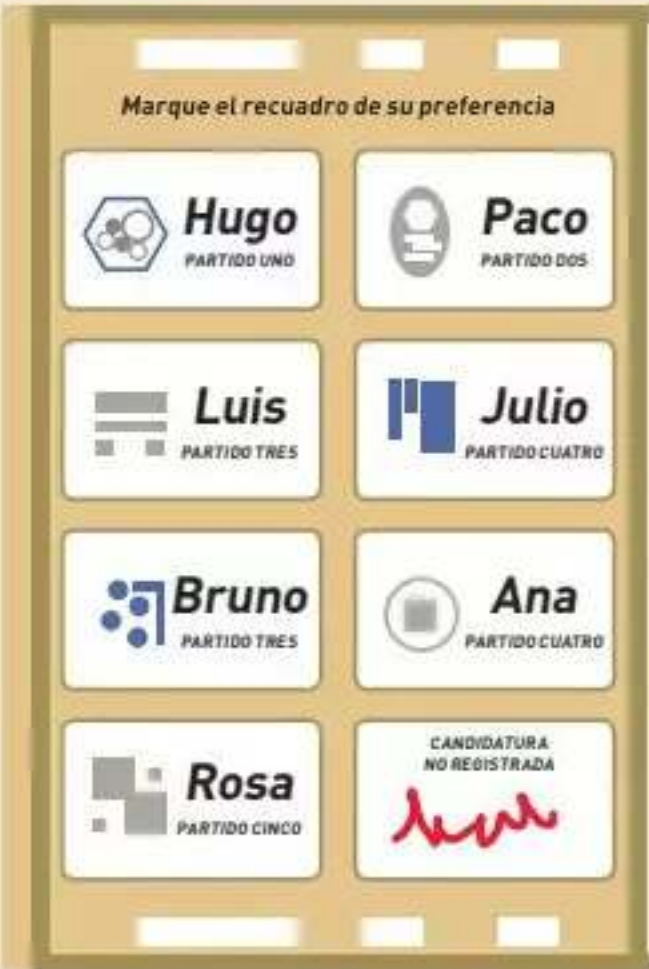 Marque el recuadro de su preferencia
Hugo
PARTIDO UNO
Paco
PARTIDO DOS
Luis
PARTIDO TRES
Julio
PARTIDO CUATRO
Bruno
PARTIDO TRES
Ana
PARTIDO CUATRO
Rosa
PARTIDO CINCO
CANDIDATURA
NO REGISTRADA